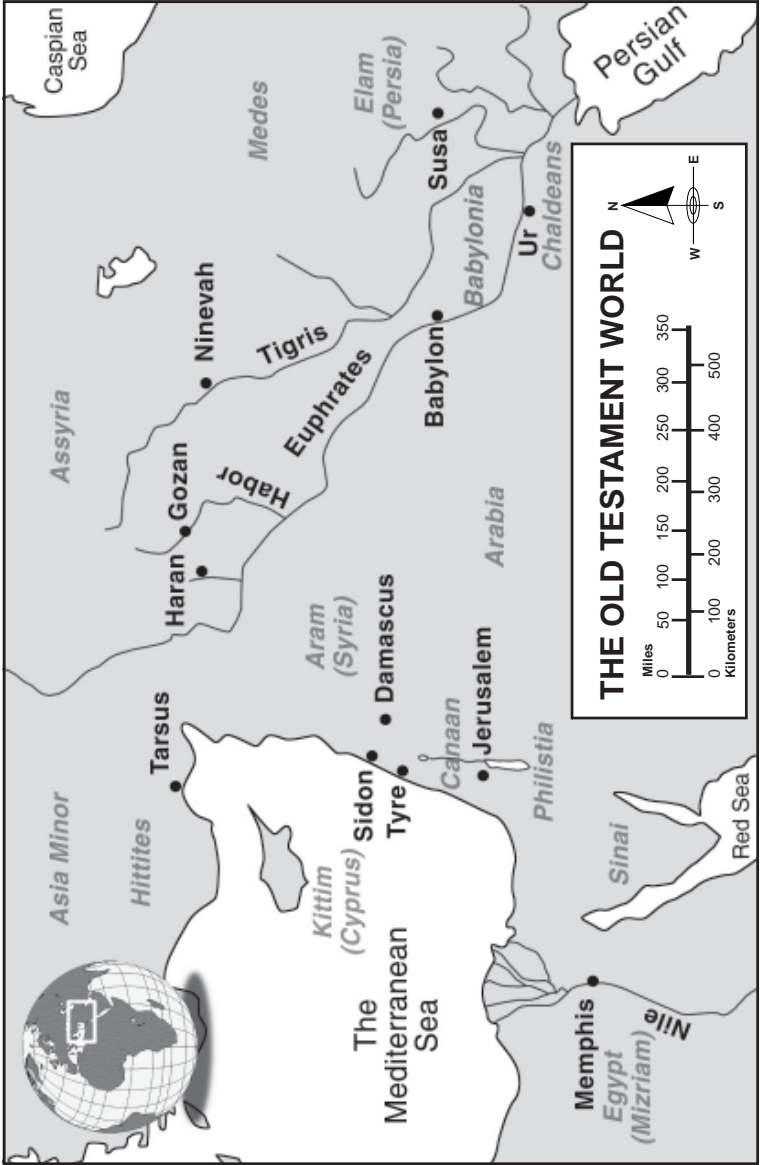 Caspian
Sea
Asia Minor
Assyria
Medes
Hittites
Tarsus
Haran
Gozan
Ninevah
Habor
Tigris
Euphrates
Elam
(Persia)
Susa
Kittim
(Cyprus)
Aram
(Syria)
The
Mediterranean
Sea
Sidon
Tyre
Damascus
Babylon
Babylonia
Canaan
Jerusalem
Arabia
Ur
Chaldeans
Philistia
Persian
Gulf
Memphis
Egypt
(Mizriam)
Nile
Sinai
Red Sea
THE OLD TESTAMENT WORLD
Miles
0 50 100 150 200 250 300 350
0 100 200 300 400 500
Kilometers
N
W E
S